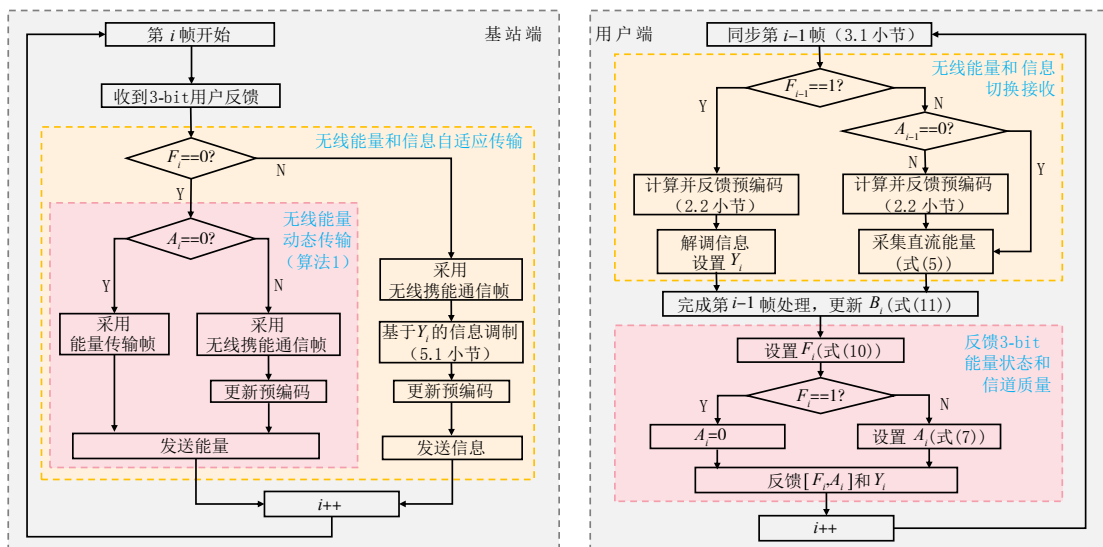 基站端
第 i 帧开始
收到3-bit用户反馈
无线能量和信息自适应传输
F_i==0?
Y
N
无线能量
动态传输
（算法1）
A_i==0?
Y
N
采用
能量传输帧
采用
无线携能通信帧
更新预编码
发送能量
采用
无线携能通信帧
基于Y_i的信息调制
（5.1 小节）
更新预编码
发送信息
i++
用户端
同步第 i-1 帧（3.1 小节）
无线能量和信息
切换接收
F_{i-1}==1?
Y
N
A_{i-1}==0?
N
Y
计算并反馈预编码
（2.2 小节）
计算并反馈预编码
（2.2 小节）
解调信息
设置 Y_i
采集直流能量
(式(5))
完成第 i-1 帧处理，更新 B_i(式(11))
设置 F_i(式(10))
反馈3-bit
能量状态和
信道质量
F_i==1?
Y
N
A_i=0
设置 A_i(式(7))
反馈[F_i,A_i]和Y_i
i++